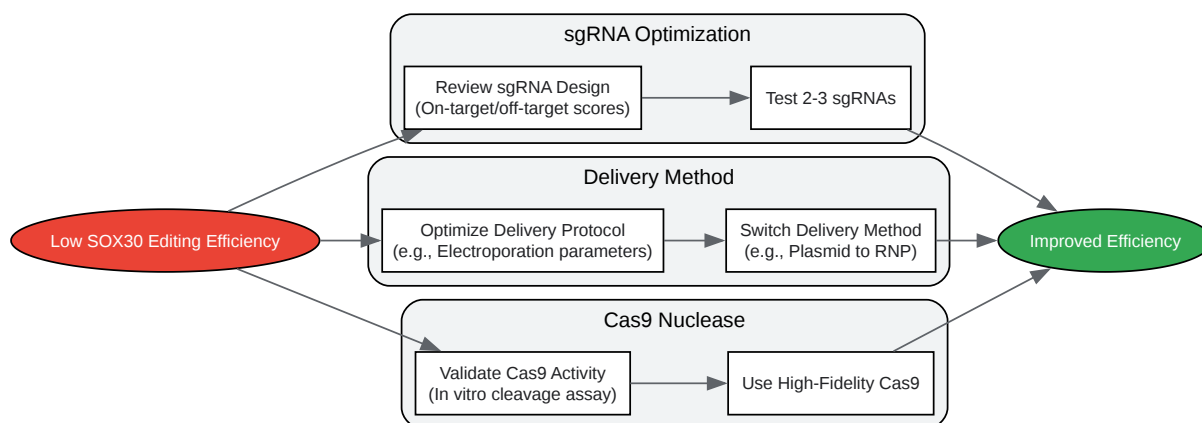 sgRNA Optimization
Review sgRNA Design
(On-target/off-target scores)
Test 2-3 sgRNAs
Delivery Method
Low SOX30 Editing Efficiency
Optimize Delivery Protocol
(e.g., Electroporation parameters)
Switch Delivery Method
(e.g., Plasmid to RNP)
Improved Efficiency
Cas9 Nuclease
Validate Cas9 Activity
(In vitro cleavage assay)
Use High-Fidelity Cas9